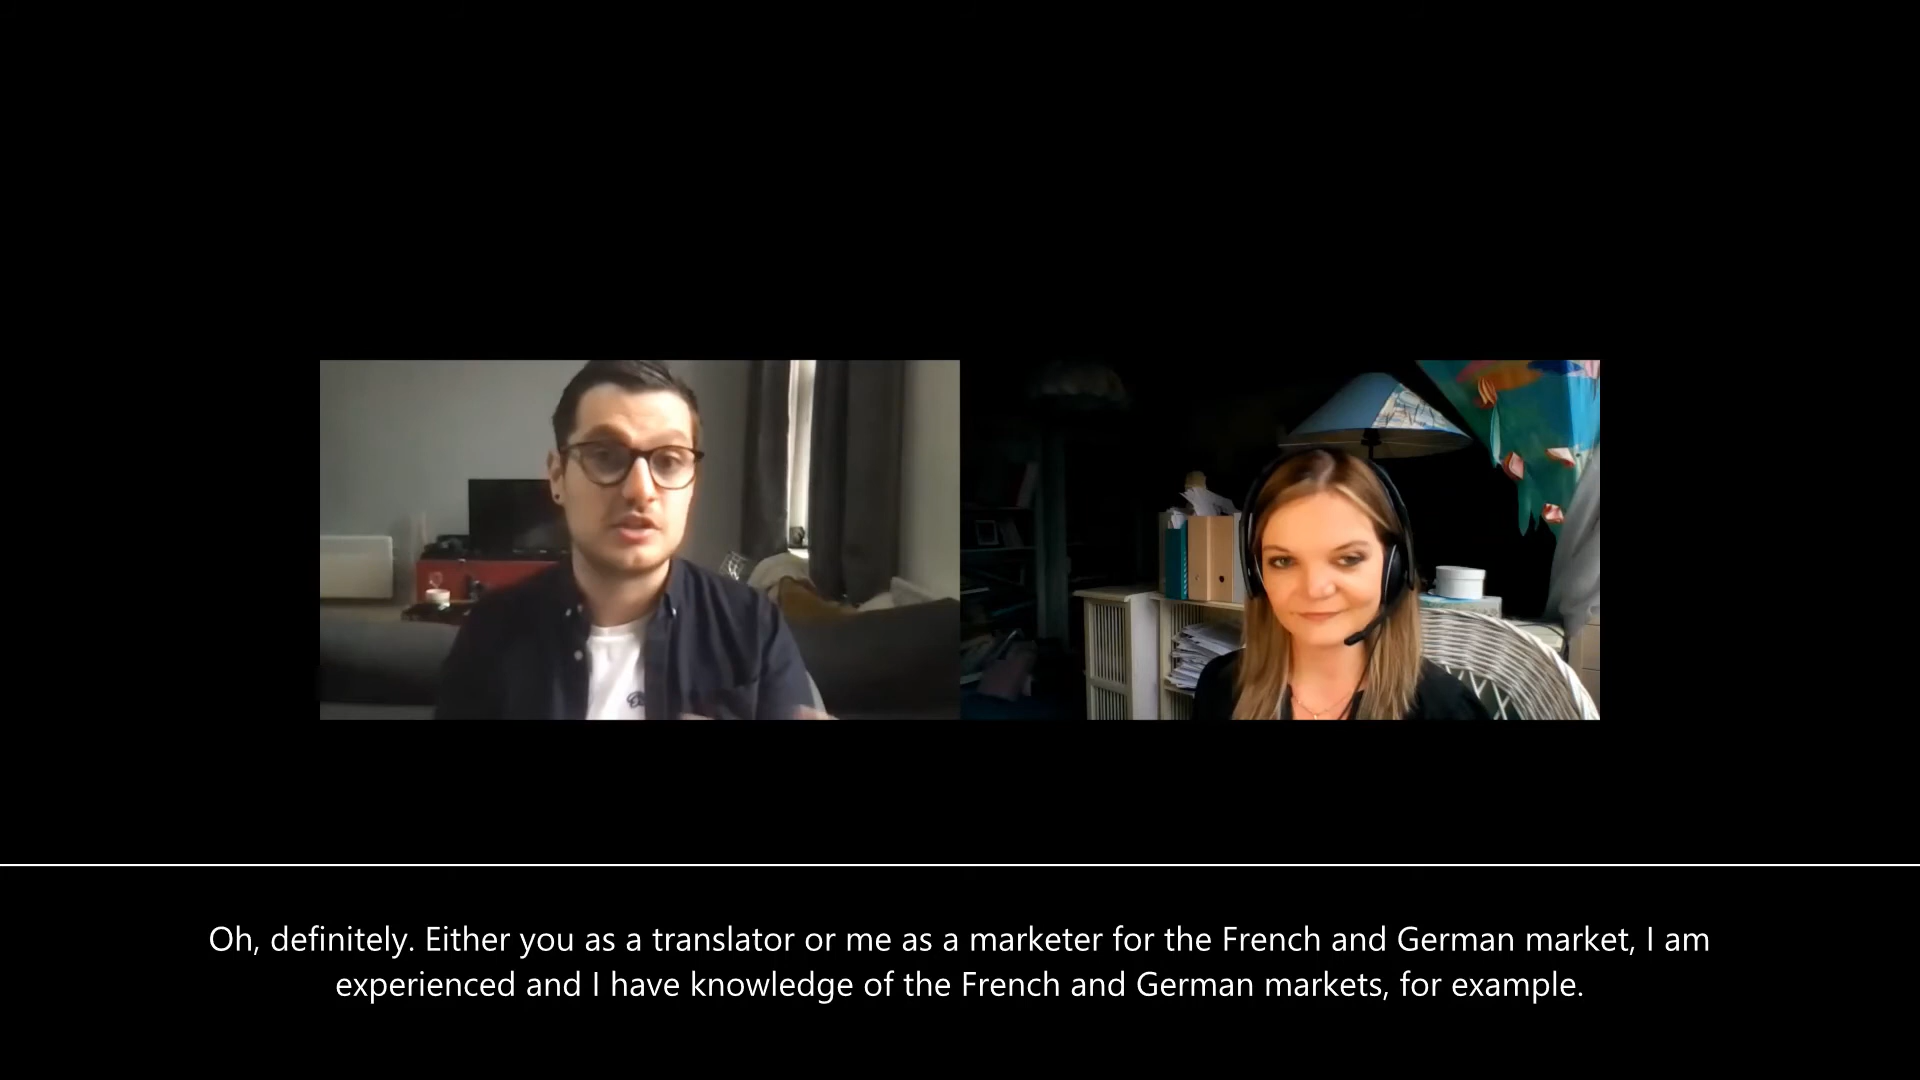 Oh, definitely. Either you as a translator or me as a marketer for the French and German market, I am
experienced and I have knowledge of the French and German markets, for example.